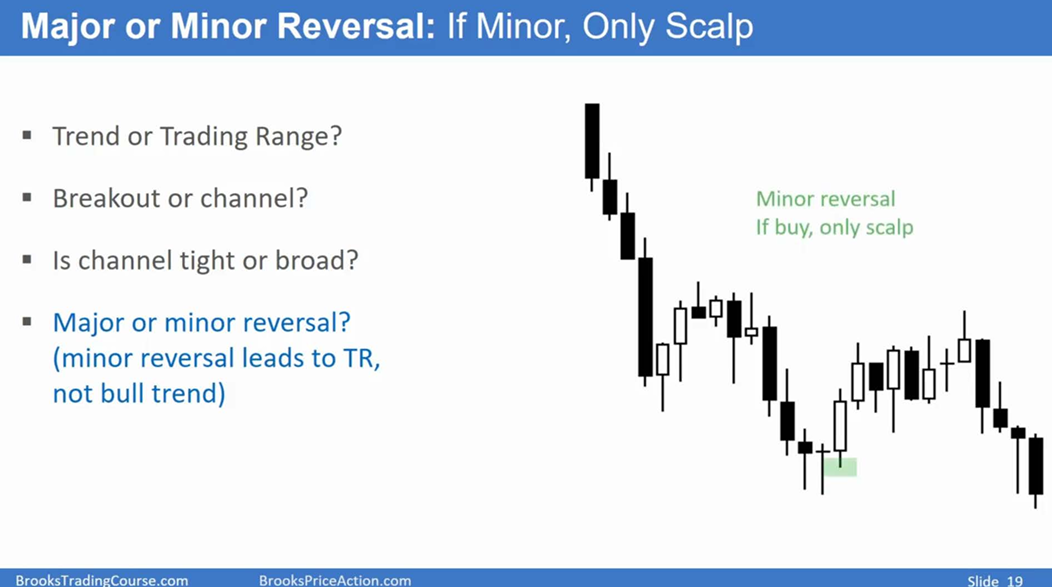 Major or Minor Reversal: If Minor, Only Scalp
▪ Trend or Trading Range?
▪ Breakout or channel?
▪ Is channel tight or broad?
▪ Major or minor reversal?
(minor reversal leads to TR,
not bull trend)
Minor reversal
If buy, only scalp
BrooksTradingCourse.com
BrooksPriceAction.com
Slide 19